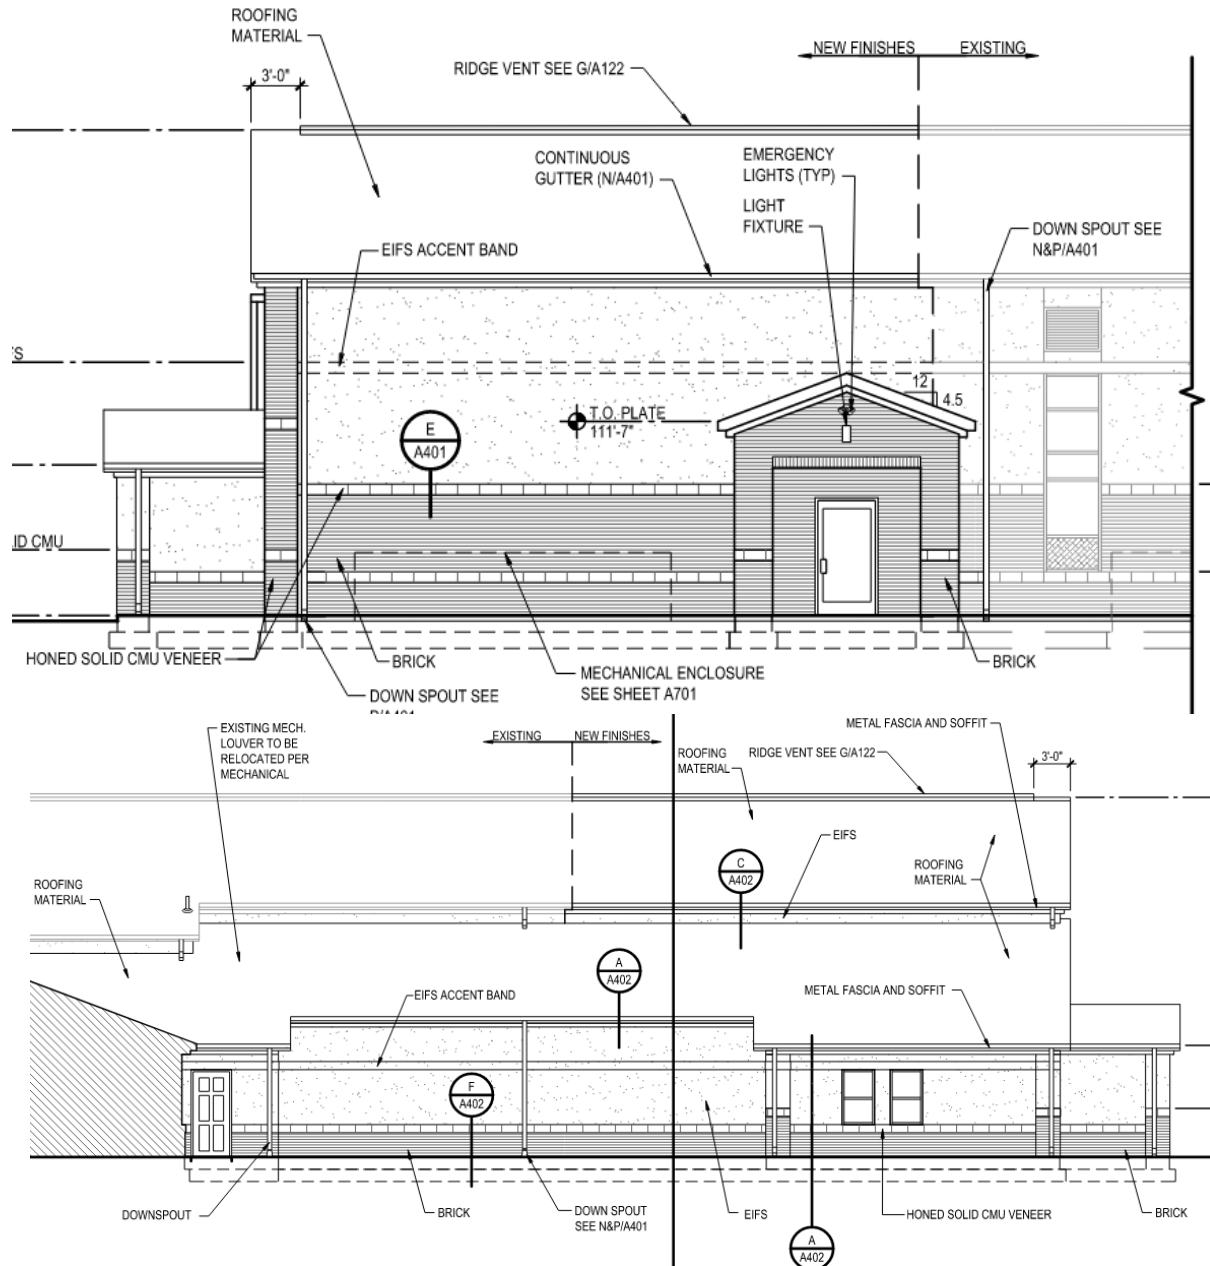 ROOFING
MATERIAL
NEW FINISHES
EXISTING
3'-0"
RIDGE VENT SEE G/A122
CONTINUOUS
GUTTER (N/A401)
EMERGENCY
LIGHTS (TYP)
LIGHT
FIXTURE
DOWN SPOUT SEE
N&P/A401
EIFS ACCENT BAND
12
4.5
T.O. PLATE
111'-7"
E
A401
CMU
HONED SOLID CMU VENEER
BRICK
MECHANICAL ENCLOSURE
SEE SHEET A701
BRICK
DOWN SPOUT SEE
EXISTING MECH.
LOUVER TO BE
RELOCATED PER
MECHANICAL
EXISTING
NEW FINISHES
METAL FASCIA AND SOFFIT
ROOFING
MATERIAL
RIDGE VENT SEE G/A122
3'-0"
EIFS
C
A402
ROOFING
MATERIAL
ROOFING
MATERIAL
A
A402
EIFS ACCENT BAND
METAL FASCIA AND SOFFIT
F
A402
DOWNSPOUT
BRICK
DOWN SPOUT
SEE N&P/A401
EIFS
HONED SOLID CMU VENEER
BRICK
A
A402